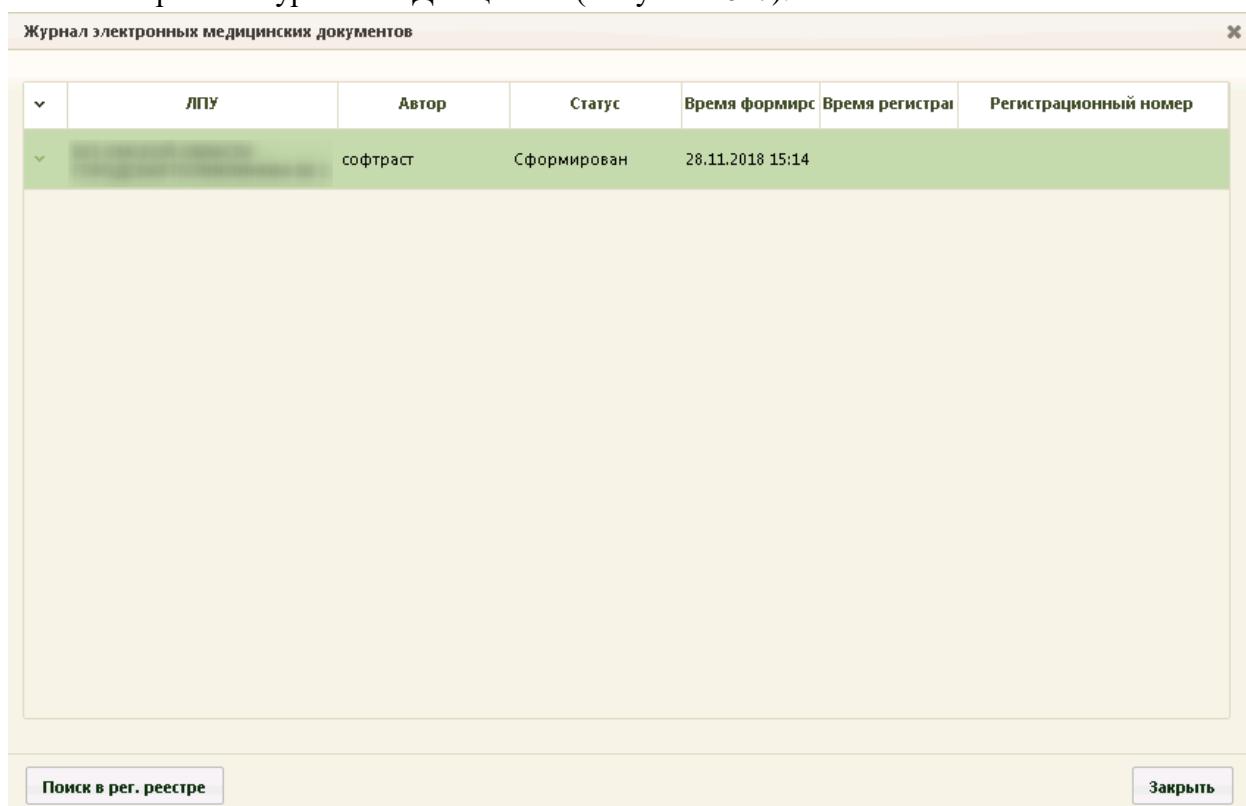 Журнал электронных медицинских документов
ЛПУ Автор Статус Время формирс Время регистрац Регистрационный номер
софтраст Сформирован 28.11.2018 15:14
Поиск в рег. реестре Закрыть